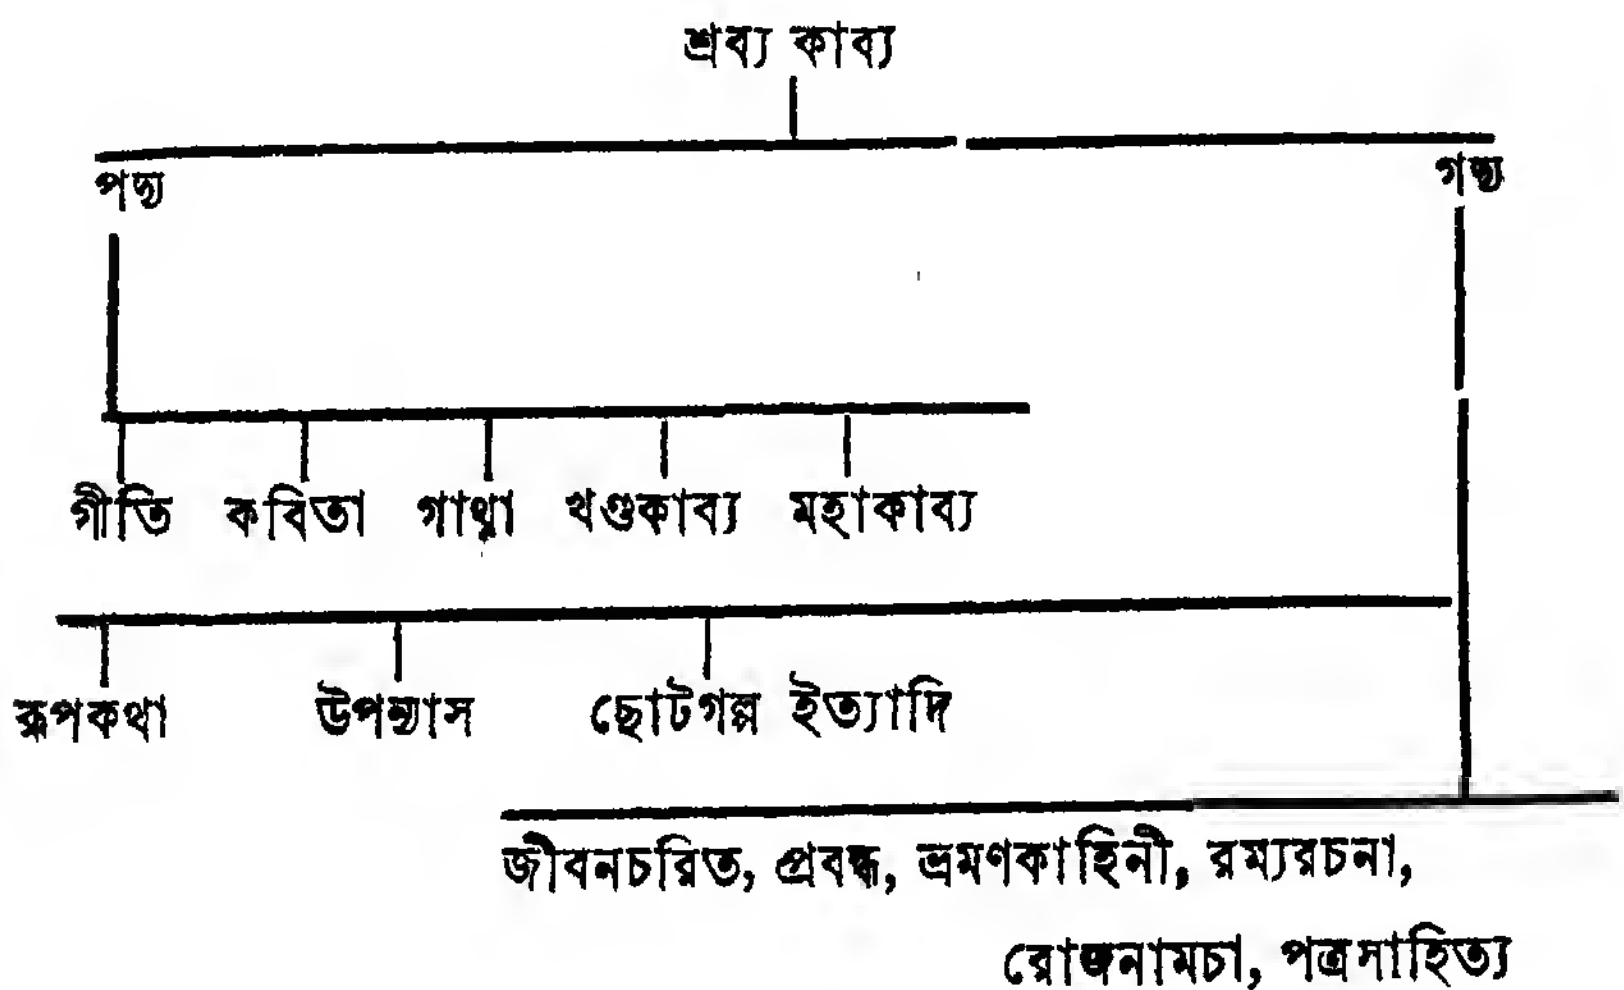 শ্রব্য কাব্য
পদ্য গদ্য
গীতি কবিতা গাথা খণ্ডকাব্য মহাকাব্য
রূপকথা উপন্যাস ছোটগল্প ইত্যাদি
জীবনচরিত, প্রবন্ধ, ভ্রমণকাহিনী, রম্যরচনা,
রোজনামচা, পত্রসাহিত্য